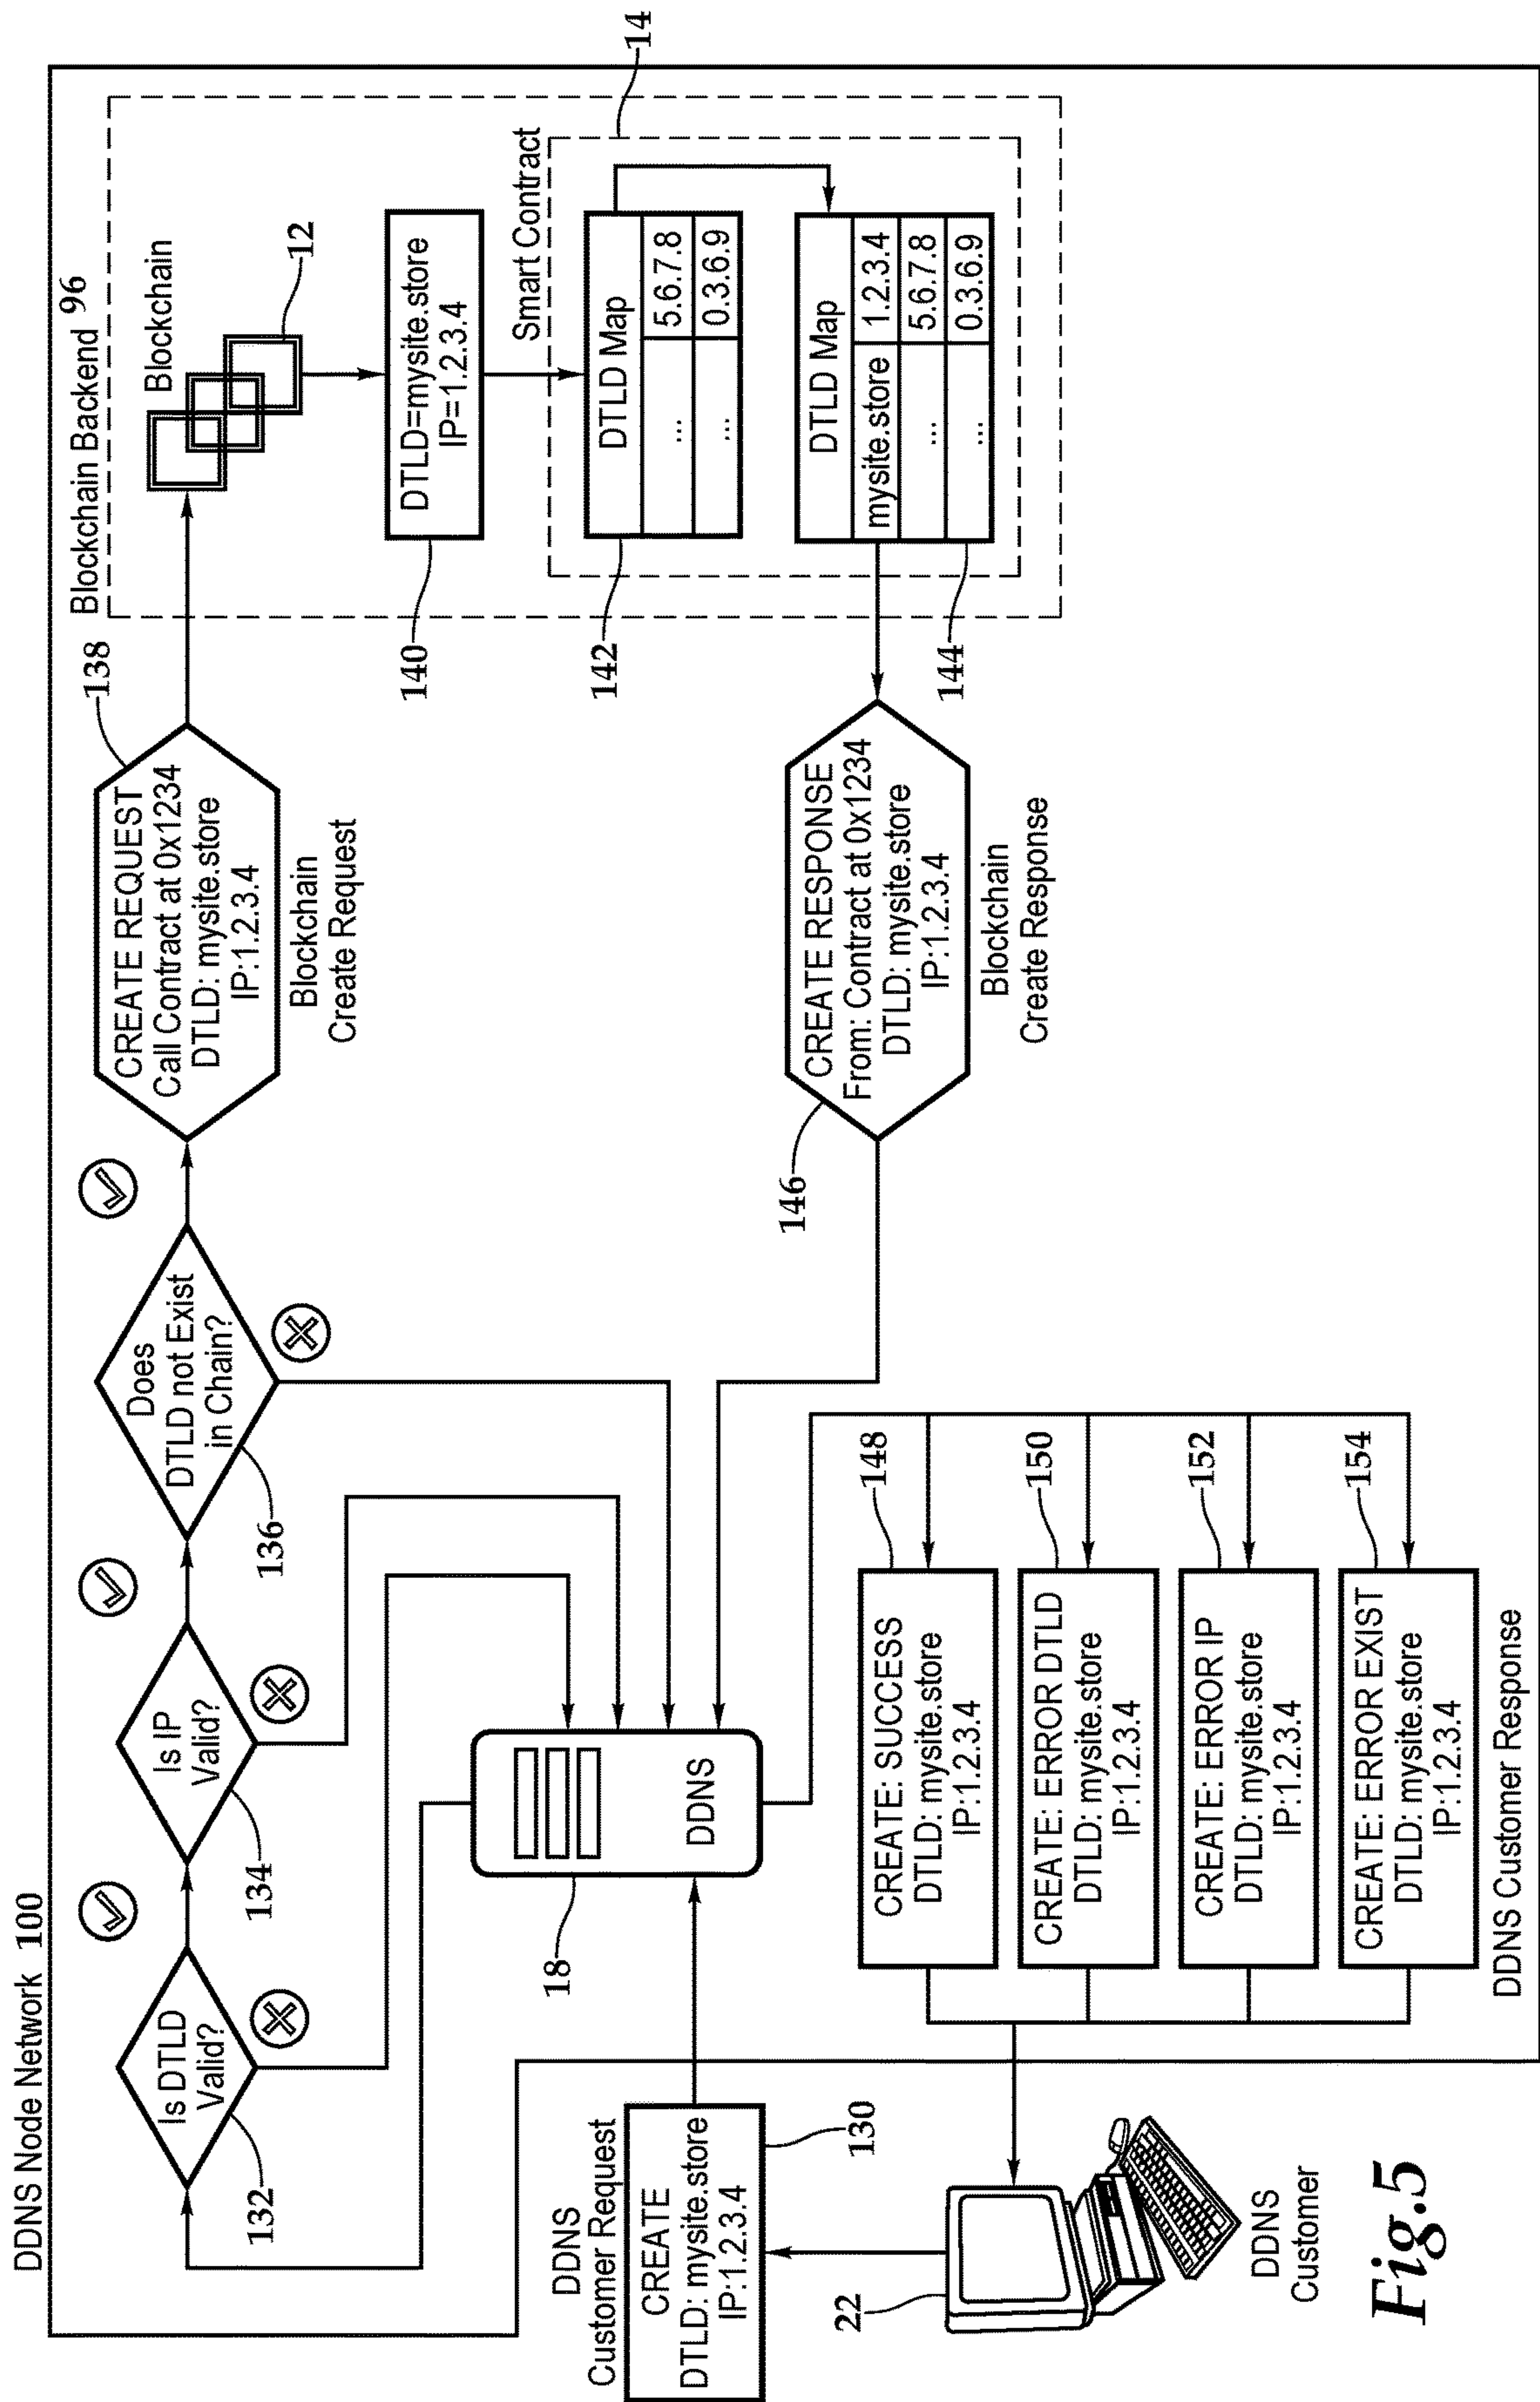 DDNS Node Network 100
Is DTLD
Valid?
132
Is IP
Valid?
134
Does
DTLD not Exist
in Chain?
136
CREATE REQUEST
Call Contract at 0x1234
DTLD: mysite.store
IP:1.2.3.4
138
Blockchain
Create Request
Blockchain Backend 96
Blockchain
12
DTLD=mysite.store
IP=1.2.3.4
140
Smart Contract
14
DTLD Map
... 5.6.7.8
... 0.3.6.9
142
DTLD Map
mysite.store 1.2.3.4
... 5.6.7.8
... 0.3.6.9
144
CREATE RESPONSE
From: Contract at 0x1234
DTLD: mysite.store
IP:1.2.3.4
146
Blockchain
Create Response
DDNS
18
DDNS
Customer Request
CREATE
DTLD: mysite.store
IP:1.2.3.4
130
CREATE: SUCCESS
DTLD: mysite.store
IP:1.2.3.4
148
CREATE: ERROR DTLD
DTLD: mysite.store
IP:1.2.3.4
150
CREATE: ERROR IP
DTLD: mysite.store
IP:1.2.3.4
152
CREATE: ERROR EXIST
DTLD: mysite.store
IP:1.2.3.4
154
DDNS Customer Response
22
DDNS
Customer
Fig.5